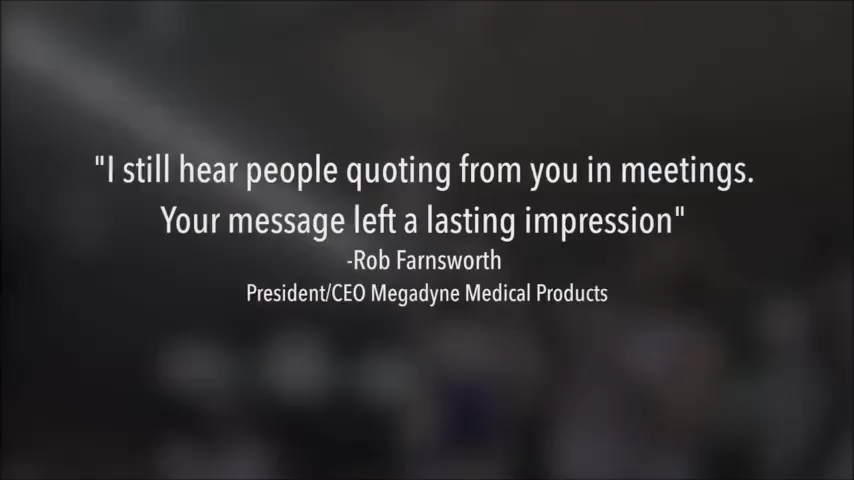 "I still hear people quoting from you in meetings.
Your message left a lasting impression"
-Rob Farnsworth
President/CEO Megadyne Medical Products